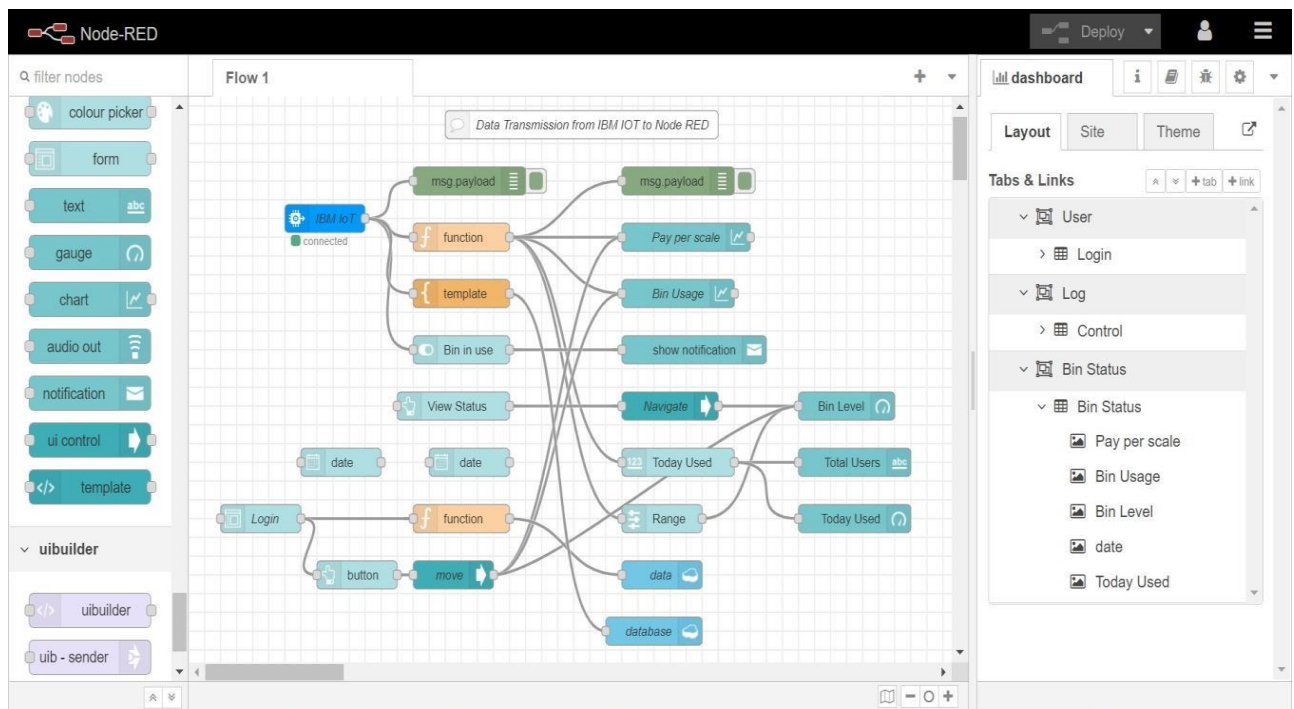 Node-RED
Deploy
filter nodes
colour picker
form
text abc
gauge
chart
audio out
notification
ui control
</> template
uibuilder
</> uibuilder
uib - sender
Flow 1
Data Transmission from IBM IOT to Node RED
msg.payload
msg.payload
IBM IoT
connected
function
Pay per scale
template
Bin Usage
Bin in use
show notification
View Status
Navigate
Bin Level
date
date
123 Today Used
Total Users abc
Login
function
Range
Today Used
button
move
data
database
dashboard
i
Layout
Site
Theme
Tabs & Links
+tab
+link
User
Login
Log
Control
Bin Status
Bin Status
Pay per scale
Bin Usage
Bin Level
date
Today Used